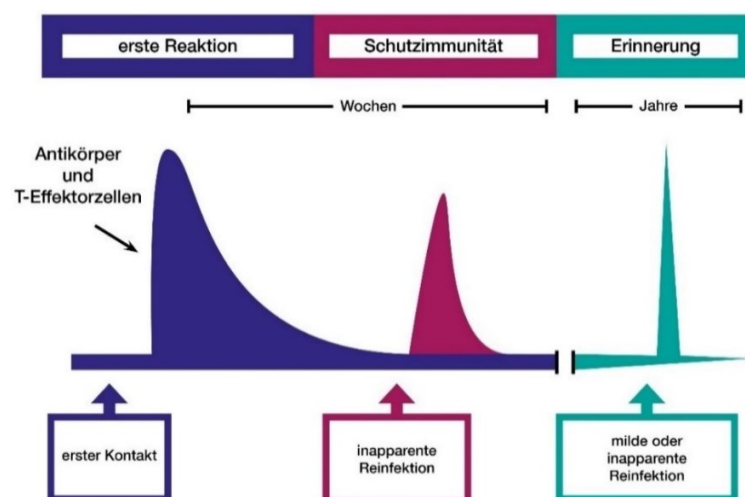 erste Reaktion
Schutzimmunität
Erinnerung
Wochen
Jahre
Antikörper
und
T-Effektorzellen
erster Kontakt
inapparente
Reinfektion
milde oder
inapparente
Reinfektion